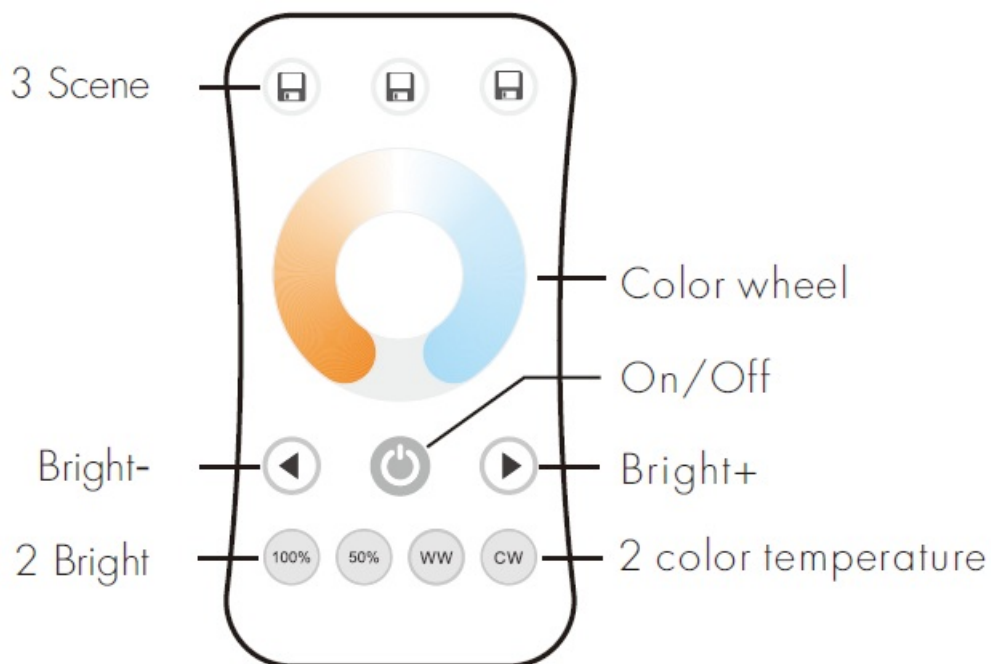 3 Scene
Color wheel
On/Off
Bright-
Bright+
2 Bright
100%
50%
WW
CW
2 color temperature